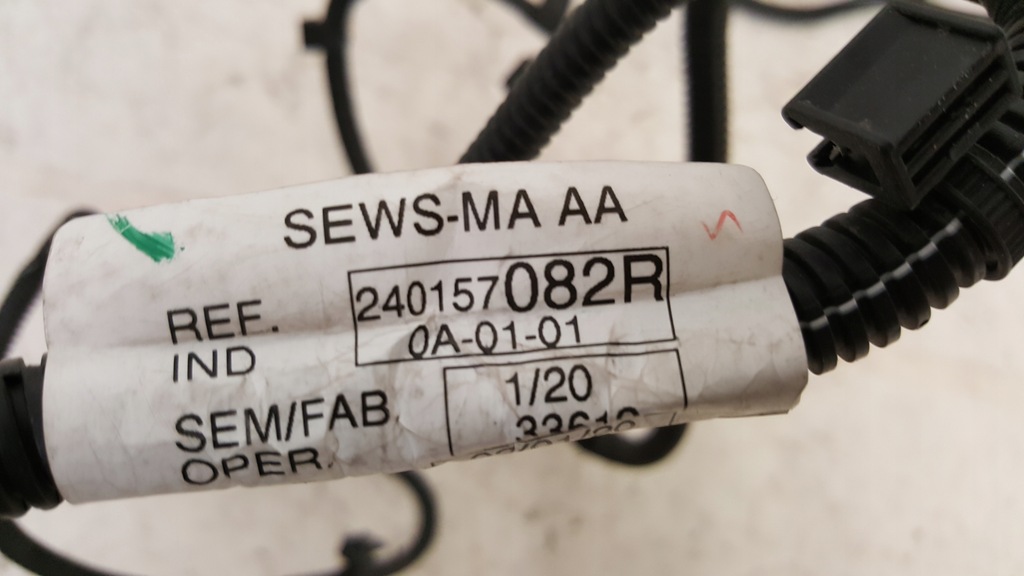 SEWS-MA AA
REF. 240157082R
IND 0A-01-01
SEM/FAB 1/20
OPER.